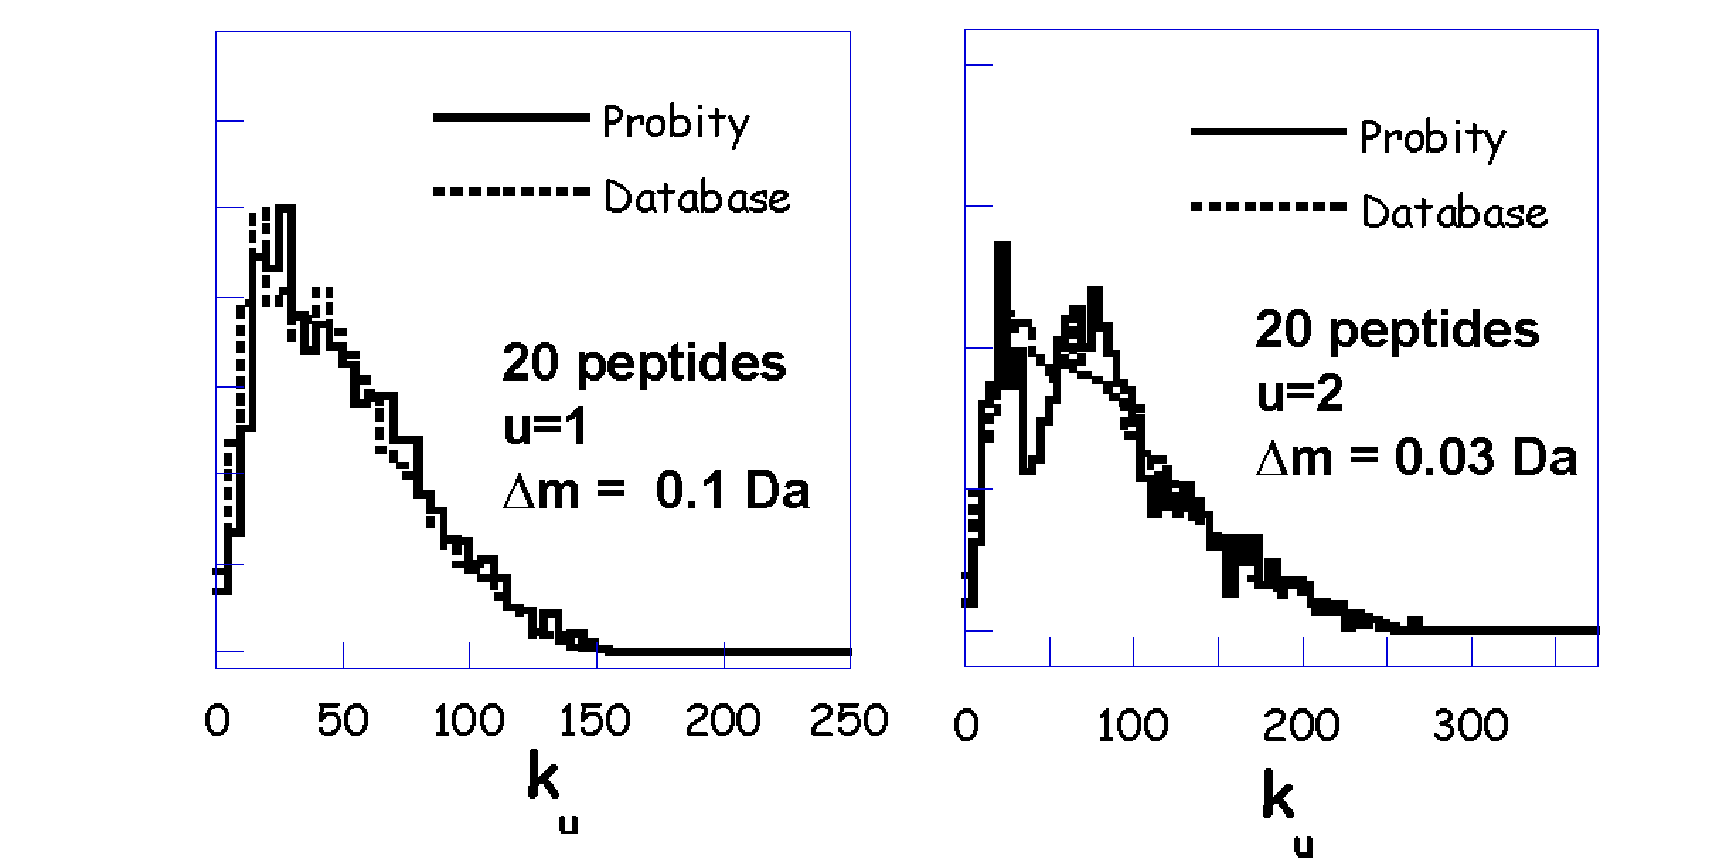 Probity
Database
20 peptides
u=1
Δm = 0.1 Da
0 50 100 150 200 250
k u
Probity
Database
20 peptides
u=2
Δm = 0.03 Da
0 100 200 300
k u